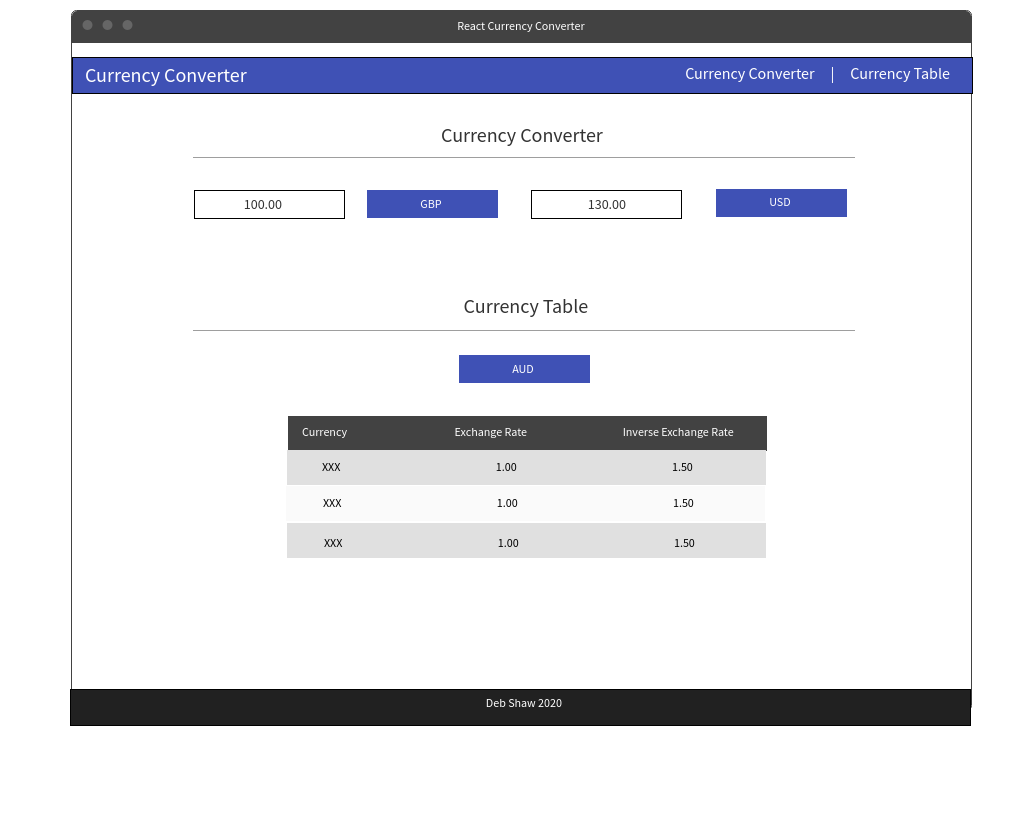 React Currency Converter
Currency Converter Currency Converter | Currency Table
Currency Converter
100.00 GBP 130.00 USD
Currency Table
AUD
Currency Exchange Rate Inverse Exchange Rate
XXX 1.00 1.50
XXX 1.00 1.50
XXX 1.00 1.50
Deb Shaw 2020